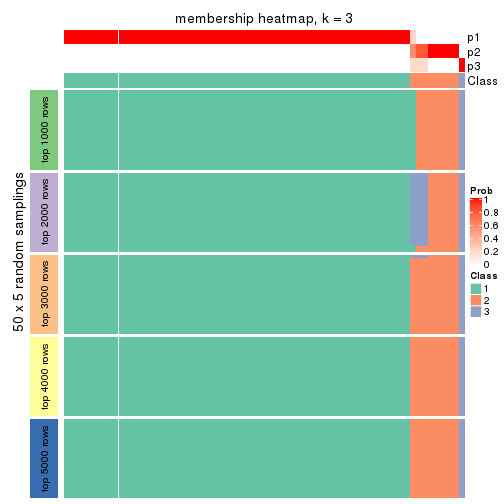 membership heatmap, k = 3
p1
p2
p3
Class
50 x 5 random samplings
top 1000 rows
top 2000 rows
top 3000 rows
top 4000 rows
top 5000 rows
Prob
1
0.8
0.6
0.4
0.2
0
Class
1
2
3